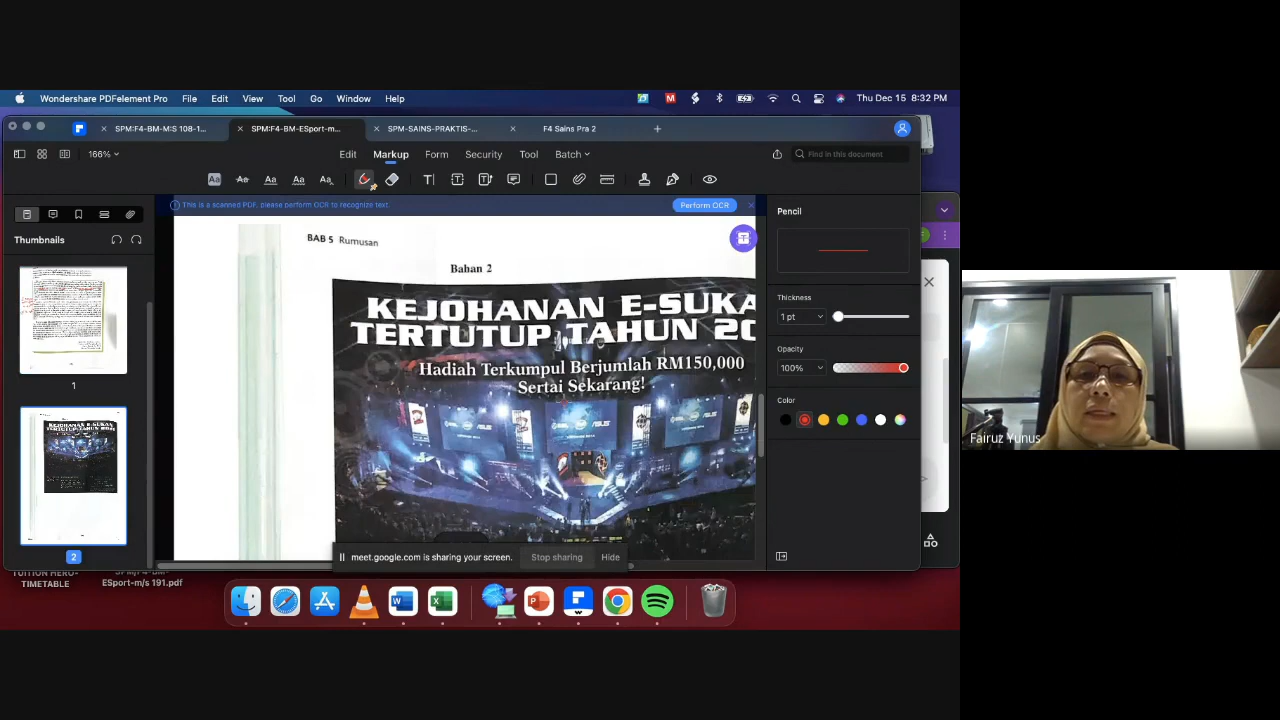 Wondershare PDFelement Pro File Edit View Tool Go Window Help
Thu Dec 15 8:32 PM
SPM:F4-BM-M:S 108-1...
SPM:F4-BM-ESport-m...
SPM-SAINS-PRAKTIS-...
F4 Sains Pra 2
166%
Edit Markup Form Security Tool Batch
Find in this document
This is a scanned PDF, please perform OCR to recognize text.
Perform OCR
Thumbnails
1
2
BAB 5 Rumusan
Bahan 2
KEJOHANAN E-SUKA
TERTUTUP TAHUN 20
Hadiah Terkumpul Berjumlah RM150,000
Sertai Sekarang!
Pencil
Thickness
1 pt
Opacity
100%
Color
meet.google.com is sharing your screen. Stop sharing Hide
TUITION HERO-
TIMETABLE
SPM/F4-BM-
ESport-m/s 191.pdf
Fairuz Yunus